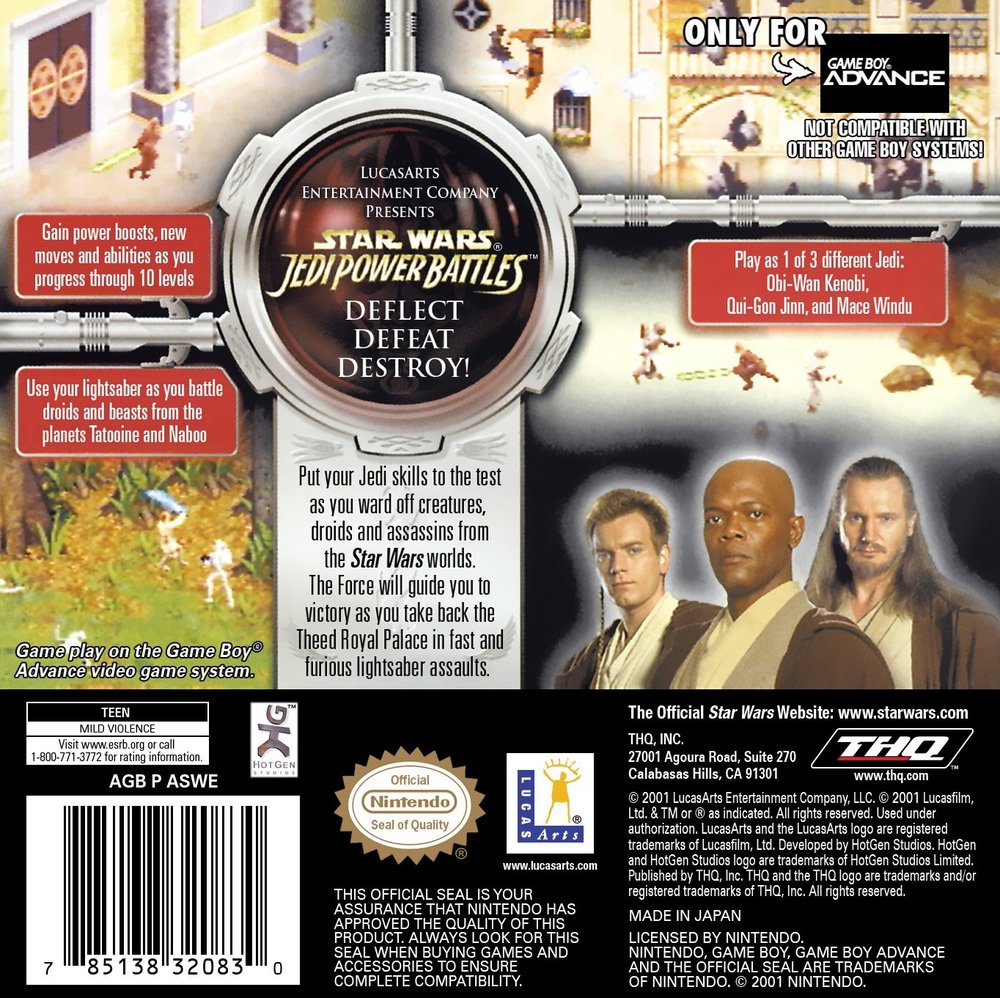 ONLY FOR
GAME BOY®
ADVANCE
NOT COMPATIBLE WITH
OTHER GAME BOY SYSTEMS!
LUCASARTS
ENTERTAINMENT COMPANY
PRESENTS
STAR WARS®
JEDI POWER BATTLES™
DEFLECT
DEFEAT
DESTROY!
Gain power boosts, new
moves and abilities as you
progress through 10 levels
Play as 1 of 3 different Jedi:
Obi-Wan Kenobi,
Qui-Gon Jinn, and Mace Windu
Use your lightsaber as you battle
droids and beasts from the
planets Tatooine and Naboo
Put your Jedi skills to the test
as you ward off creatures,
droids and assassins from
the Star Wars worlds.
The Force will guide you to
victory as you take back the
Theed Royal Palace in fast and
furious lightsaber assaults.
Game play on the Game Boy®
Advance video game system.
TEEN
MILD VIOLENCE
Visit www.esrb.org or call
1-800-771-3772 for rating information.
AGB P ASWE
7 85138 32083 0
HG™
HOTGEN
STUDIOS
Official
Nintendo
Seal of Quality
®
LUCAS
Arts
®
www.lucasarts.com
THIS OFFICIAL SEAL IS YOUR
ASSURANCE THAT NINTENDO HAS
APPROVED THE QUALITY OF THIS
PRODUCT. ALWAYS LOOK FOR THIS
SEAL WHEN BUYING GAMES AND
ACCESSORIES TO ENSURE
COMPLETE COMPATIBILITY.
The Official Star Wars Website: www.starwars.com
THQ, INC.
27001 Agoura Road, Suite 270
Calabasas Hills, CA 91301
THQ™
www.thq.com
© 2001 LucasArts Entertainment Company, LLC. © 2001 Lucasfilm,
Ltd. & TM or ® as indicated. All rights reserved. Used under
authorization. LucasArts and the LucasArts logo are registered
trademarks of Lucasfilm, Ltd. Developed by HotGen Studios. HotGen
and HotGen Studios logo are trademarks of HotGen Studios Limited.
Published by THQ, Inc. THQ and the THQ logo are trademarks and/or
registered trademarks of THQ, Inc. All rights reserved.
MADE IN JAPAN
LICENSED BY NINTENDO.
NINTENDO, GAME BOY, GAME BOY ADVANCE
AND THE OFFICIAL SEAL ARE TRADEMARKS
OF NINTENDO. © 2001 NINTENDO.